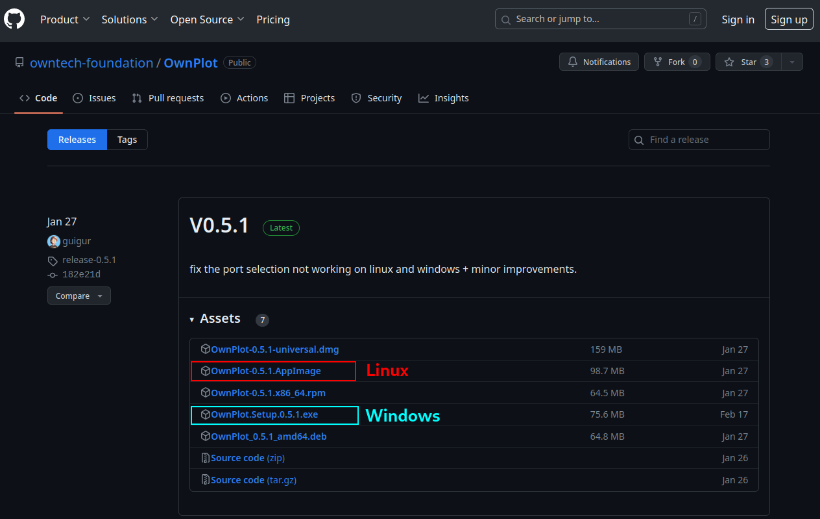 Product Solutions Open Source Pricing Search or jump to... / Sign in Sign up
owntech-foundation / OwnPlot Public Notifications Fork 0 Star 3
Code Issues Pull requests Actions Projects Security Insights
Releases Tags Find a release
Jan 27
guigur
release-0.5.1
182e21d
Compare
V0.5.1 Latest
fix the port selection not working on linux and windows + minor improvements.
Assets 7
OwnPlot-0.5.1-universal.dmg 159 MB Jan 27
OwnPlot-0.5.1.AppImage Linux 98.7 MB Jan 27
OwnPlot-0.5.1.x86_64.rpm 64.5 MB Jan 27
OwnPlot.Setup.0.5.1.exe Windows 75.6 MB Feb 17
OwnPlot_0.5.1_amd64.deb 64.8 MB Jan 27
Source code (zip) Jan 26
Source code (tar.gz) Jan 26